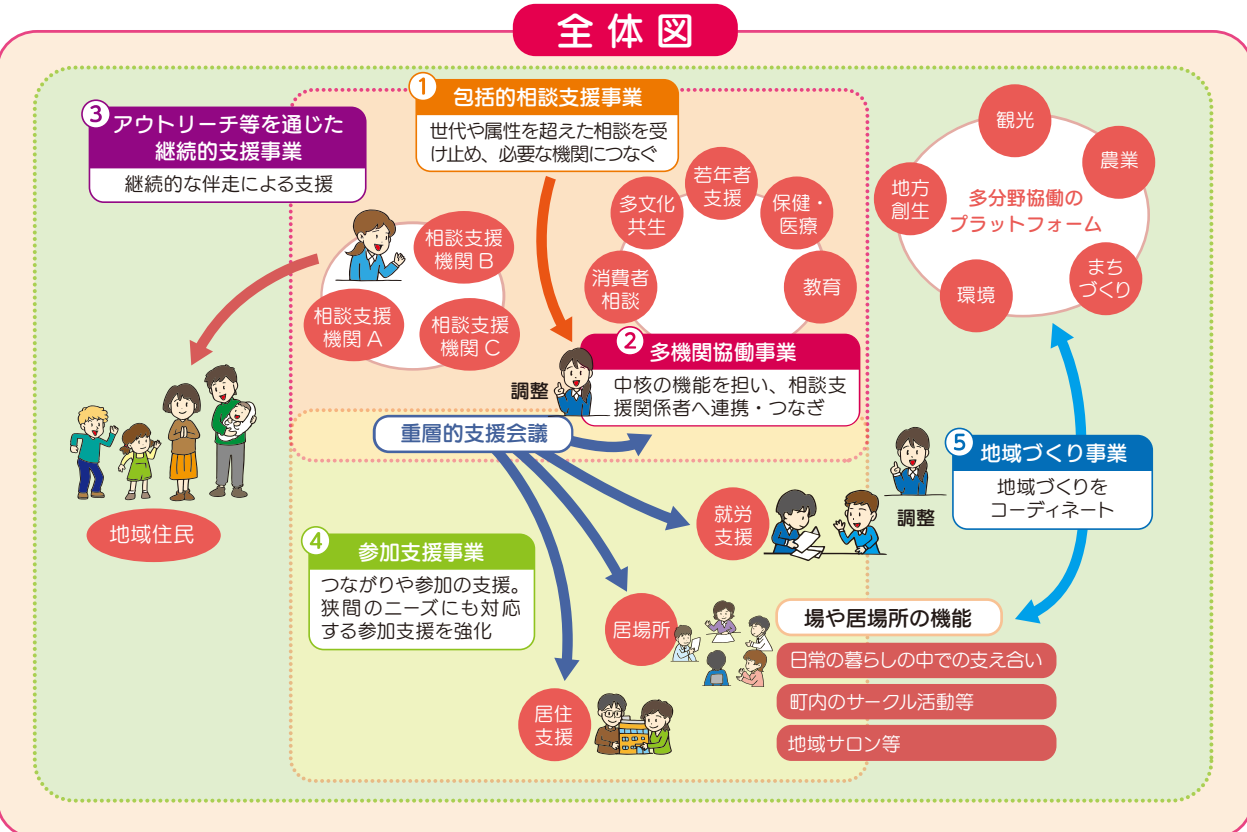 全体図
①
包括的相談支援事業
世代や属性を超えた相談を受
け止め、必要な機関につなぐ
③
アウトリーチ等を通じた
継続的支援事業
継続的な伴走による支援
相談支援
機関 B
相談支援
機関 A
相談支援
機関 C
若年者
支援
多文化
共生
保健・
医療
消費者
相談
教育
観光
農業
地方
創生
多分野協働の
プラットフォーム
環境
まち
づくり
②
多機関協働事業
中核の機能を担い、相談支
援関係者へ連携・つなぎ
調整
重層的支援会議
地域住民
④
参加支援事業
つながりや参加の支援。
狭間のニーズにも対応
する参加支援を強化
就労
支援
居場所
居住
支援
調整
⑤
地域づくり事業
地域づくりを
コーディネート
場や居場所の機能
日常の暮らしの中での支え合い
町内のサークル活動等
地域サロン等